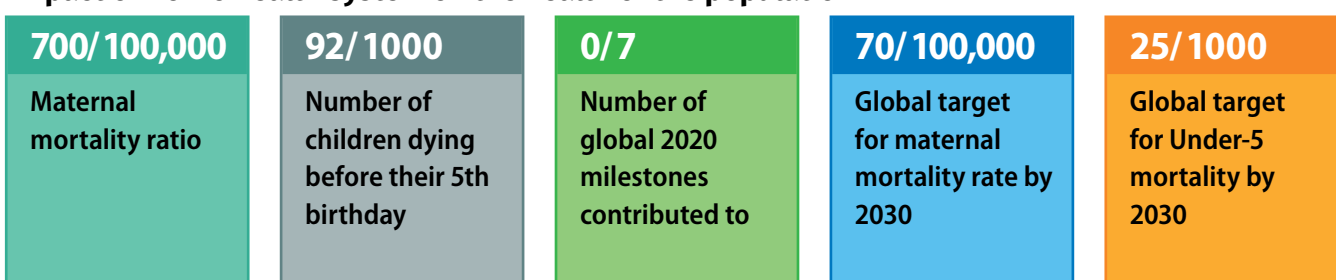 700/100,000
Maternal
mortality ratio
92/1000
Number of
children dying
before their 5th
birthday
0/7
Number of
global 2020
milestones
contributed to
70/100,000
Global target
for maternal
mortality rate by
2030
25/1000
Global target
for Under-5
mortality by
2030